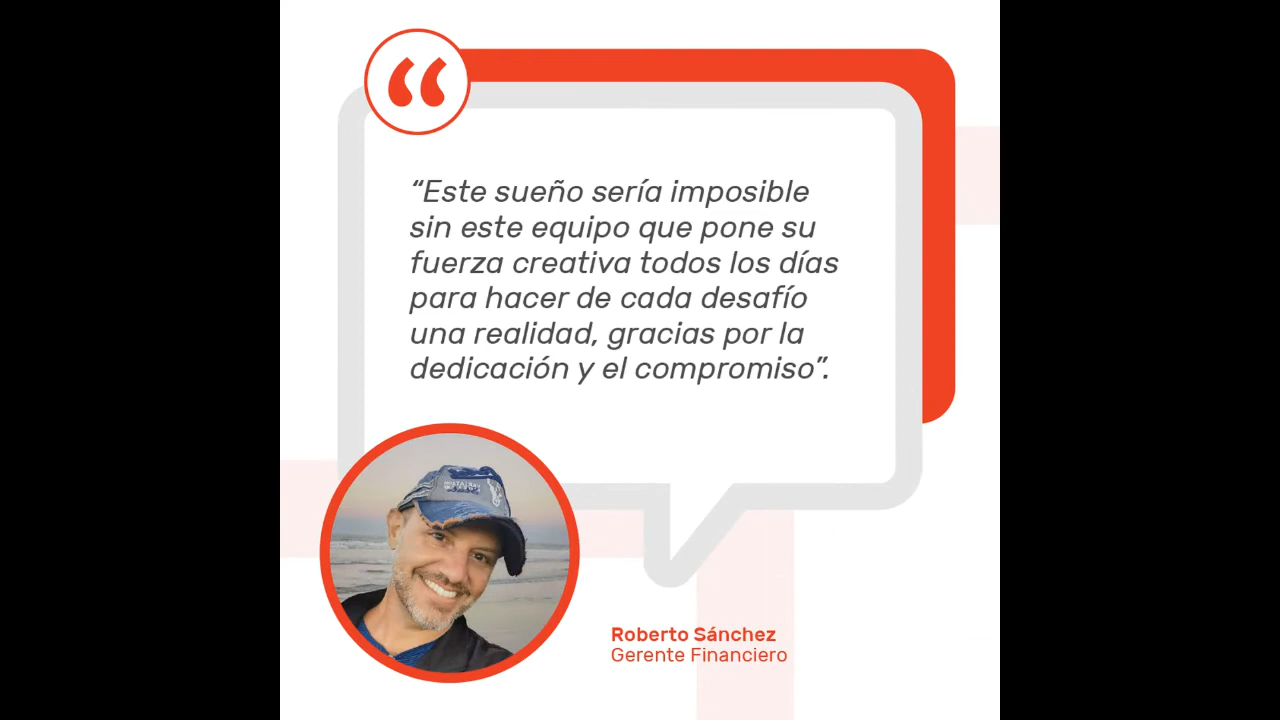 “Este sueño sería imposible
sin este equipo que pone su
fuerza creativa todos los días
para hacer de cada desafío
una realidad, gracias por la
dedicación y el compromiso”.
Roberto Sánchez
Gerente Financiero